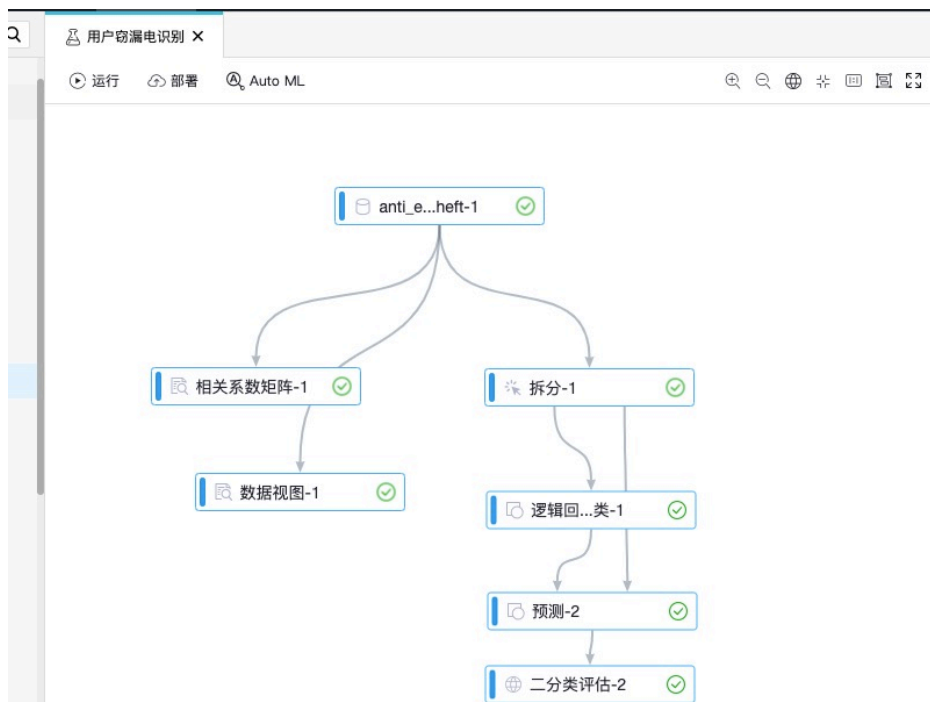 用户窃漏电识别
运行 部署 Auto ML
anti_e...heft-1
相关系数矩阵-1
拆分-1
数据视图-1
逻辑回...类-1
预测-2
二分类评估-2